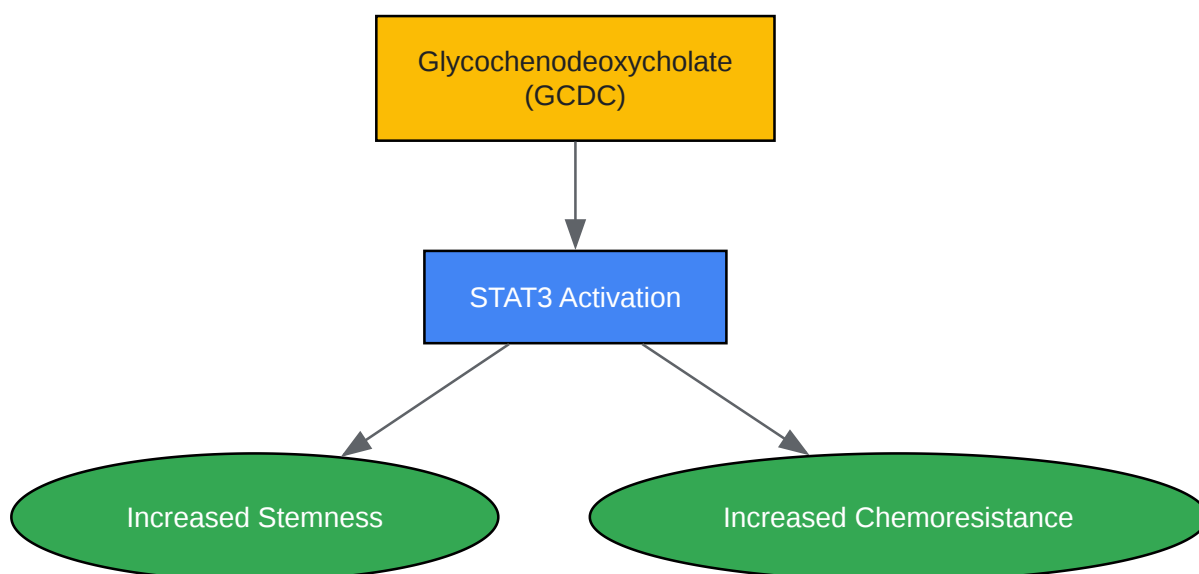 Glycochenodeoxycholate
(GCDC)
STAT3 Activation
Increased Stemness
Increased Chemoresistance